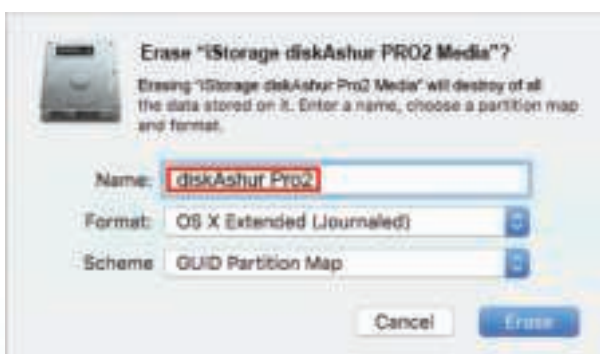 Erase "iStorage diskAshur PRO2 Media"?
Erasing "iStorage diskAshur Pro2 Media" will destroy of all
the data stored on it. Enter a name, choose a partition map
and format.
Name: diskAshur Pro2
Format: OS X Extended (Journaled)
Scheme GUID Partition Map
Cancel Erase